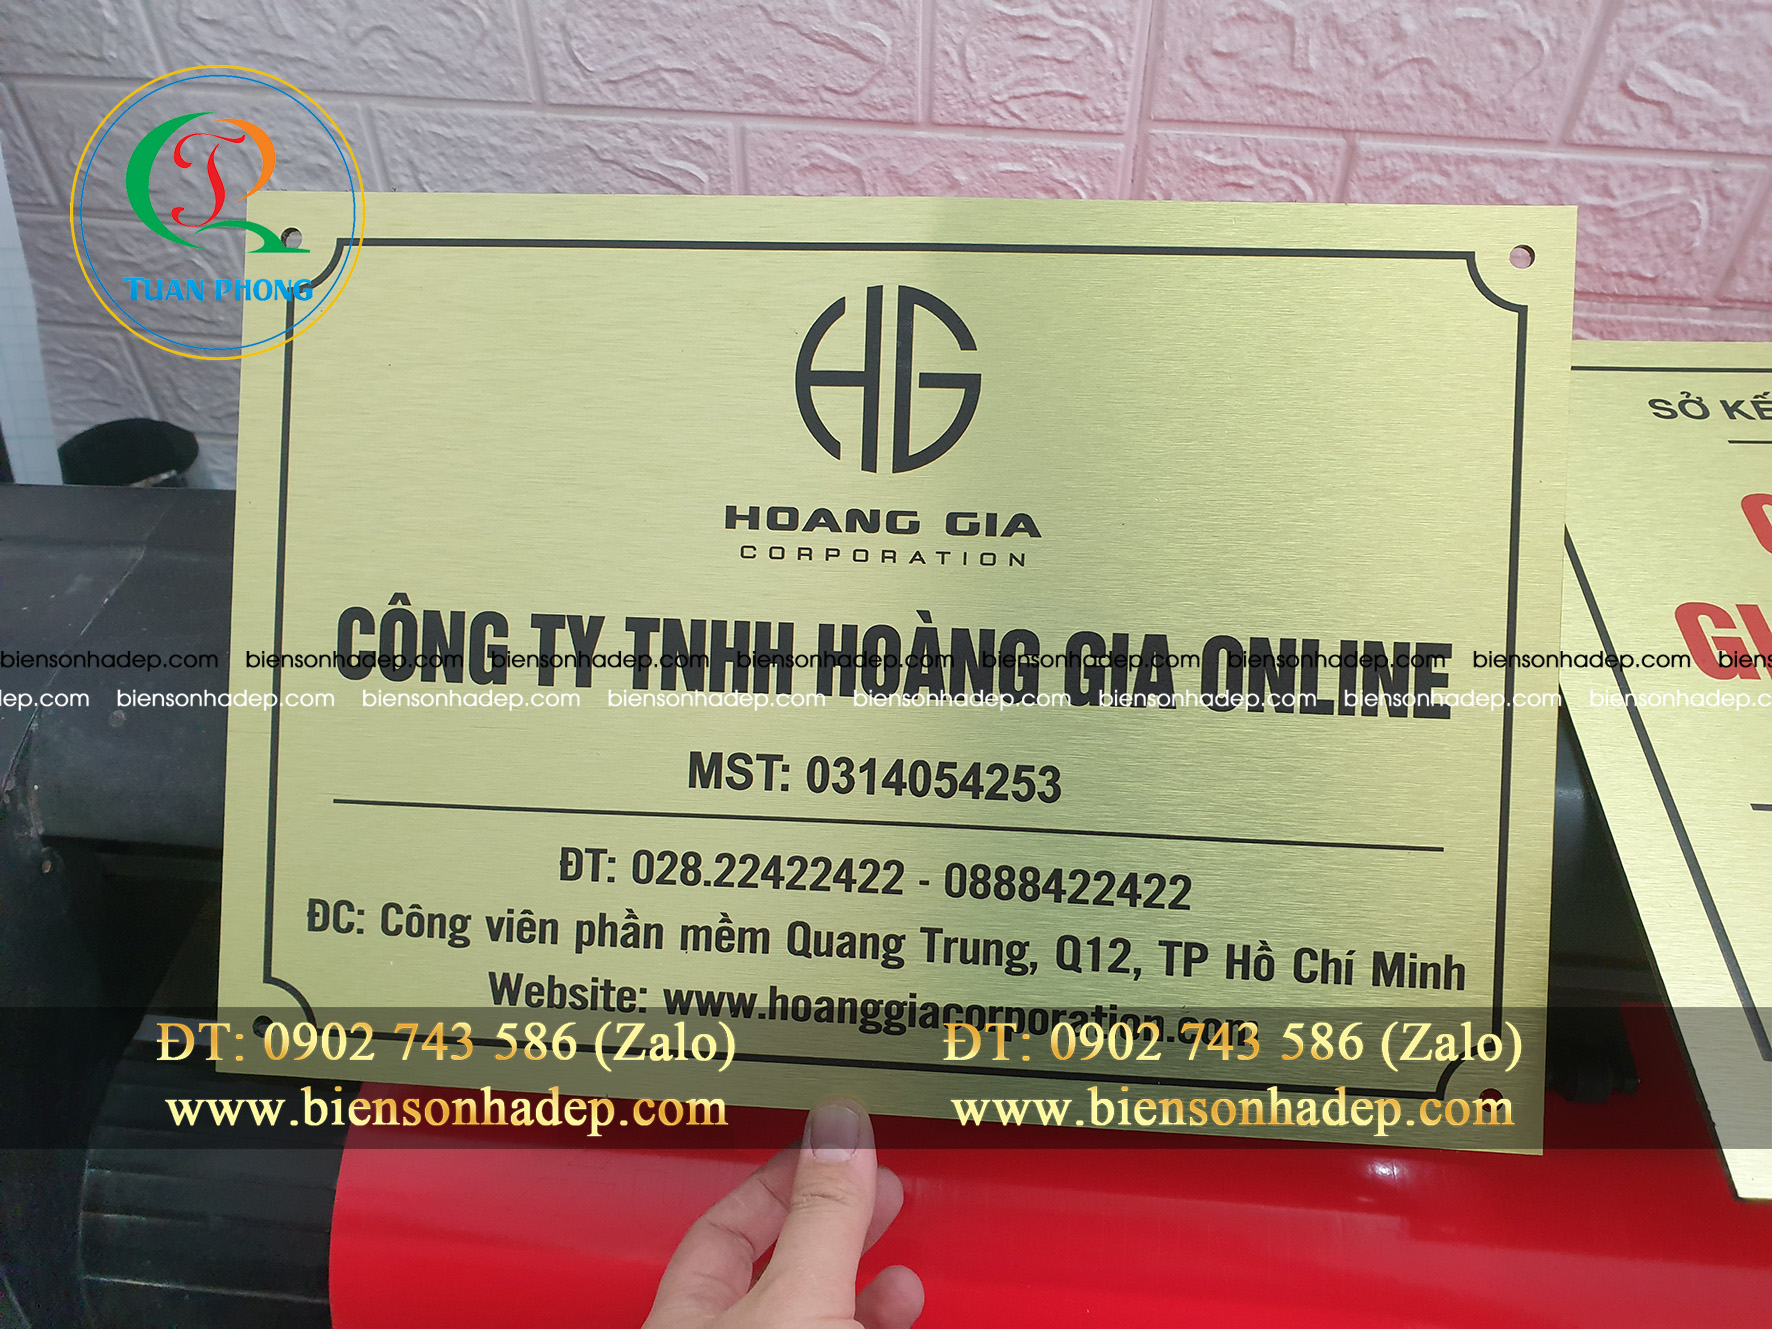 TUAN PHONG
HG
HOANG GIA
CORPORATION
CÔNG TY TNHH HOÀNG GIA ONLINE
biensonhadep.com biensonhadep.com biensonhadep.com biensonhadep.com biensonhadep.com biensonhadep.com biensonhadep.com
biensonhadep.com biensonhadep.com biensonhadep.com biensonhadep.com biensonhadep.com biensonhadep.com
MST: 0314054253
ĐT: 028.22422422 - 0888422422
ĐC: Công viên phần mềm Quang Trung, Q12, TP Hồ Chí Minh
Website: www.hoanggiacorporation.com
SỞ KẾ
GI
ĐT: 0902 743 586 (Zalo) ĐT: 0902 743 586 (Zalo)
www.biensonhadep.com www.biensonhadep.com